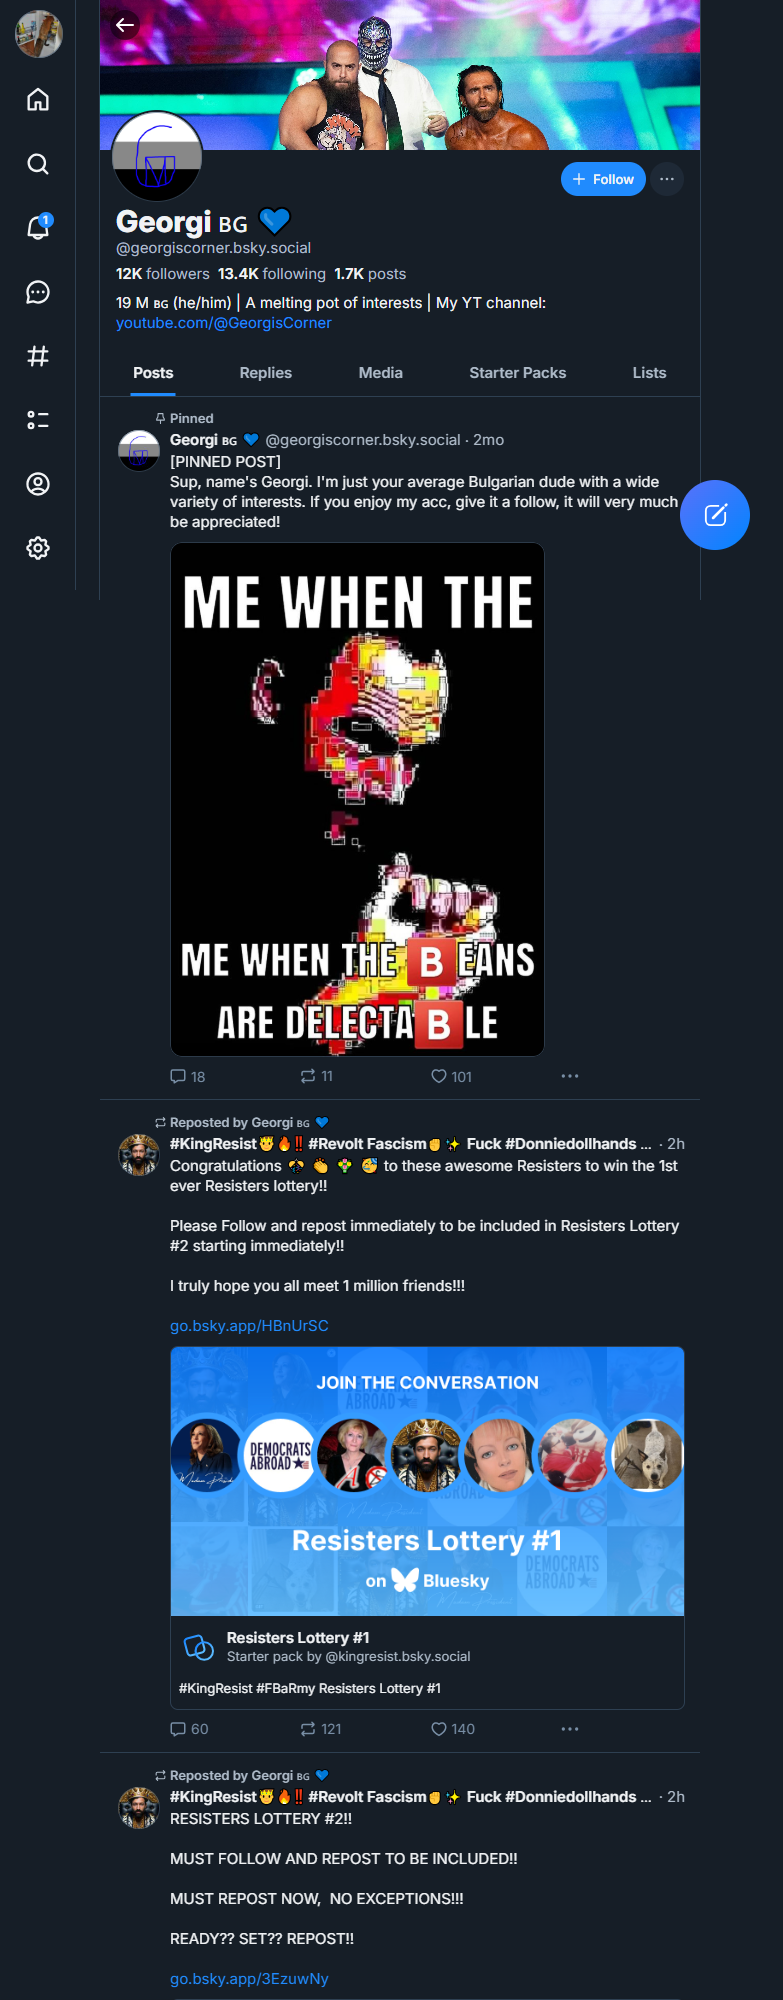 1
Follow
Georgi BG 💙
@georgiscorner.bsky.social
12K followers 13.4K following 1.7K posts
19 M BG (he/him) | A melting pot of interests | My YT channel:
youtube.com/@GeorgisCorner
Posts Replies Media Starter Packs Lists
Pinned
Georgi BG 💙 @georgiscorner.bsky.social · 2mo
[PINNED POST]
Sup, name's Georgi. I'm just your average Bulgarian dude with a wide
variety of interests. If you enjoy my acc, give it a follow, it will very much
be appreciated!
ME WHEN THE
ME WHEN THE 🅱EANS
ARE DELECTA🅱LE
18 11 101
Reposted by Georgi BG 💙
#KingResist🤴🔥‼️ #Revolt Fascism✊✨ Fuck #Donniedollhands ... · 2h
Congratulations 🐝 👏 💐 🥳 to these awesome Resisters to win the 1st
ever Resisters lottery!!
Please Follow and repost immediately to be included in Resisters Lottery
#2 starting immediately!!
I truly hope you all meet 1 million friends!!!
go.bsky.app/HBnUrSC
JOIN THE CONVERSATION
DEMOCRATS
ABROAD★
Resisters Lottery #1
on Bluesky
Resisters Lottery #1
Starter pack by @kingresist.bsky.social
#KingResist #FBaRmy Resisters Lottery #1
60 121 140
Reposted by Georgi BG 💙
#KingResist🤴🔥‼️ #Revolt Fascism✊✨ Fuck #Donniedollhands ... · 2h
RESISTERS LOTTERY #2!!
MUST FOLLOW AND REPOST TO BE INCLUDED!!
MUST REPOST NOW,  NO EXCEPTIONS!!!
READY?? SET?? REPOST!!
go.bsky.app/3EzuwNy